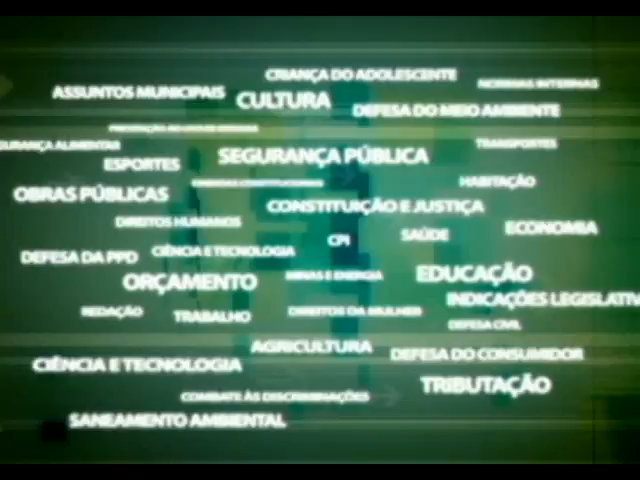 CRIANÇA DO ADOLESCENTE
NORMAS INTERNAS
ASSUNTOS MUNICIPAIS
CULTURA
DEFESA DO MEIO AMBIENTE
SEGURANÇA PÚBLICA
TRANSPORTES
ALIMENTAR
ESPORTES
HABITAÇÃO
OBRAS PÚBLICAS
CONSTITUIÇÃO E JUSTIÇA
DIREITOS HUMANOS
ECONOMIA
CPI
SAÚDE
CIÊNCIA E TECNOLOGIA
DEFESA DA PPD
EDUCAÇÃO
MINAS E ENERGIA
ORÇAMENTO
INDICAÇÕES LEGISLATIV
REDAÇÃO
TRABALHO
DIREITOS DA MULHER
DEFESA CIVIL
AGRICULTURA
DEFESA DO CONSUMIDOR
CIÊNCIA E TECNOLOGIA
TRIBUTAÇÃO
COMBATE ÀS DISCRIMINAÇÕES
SANEAMENTO AMBIENTAL